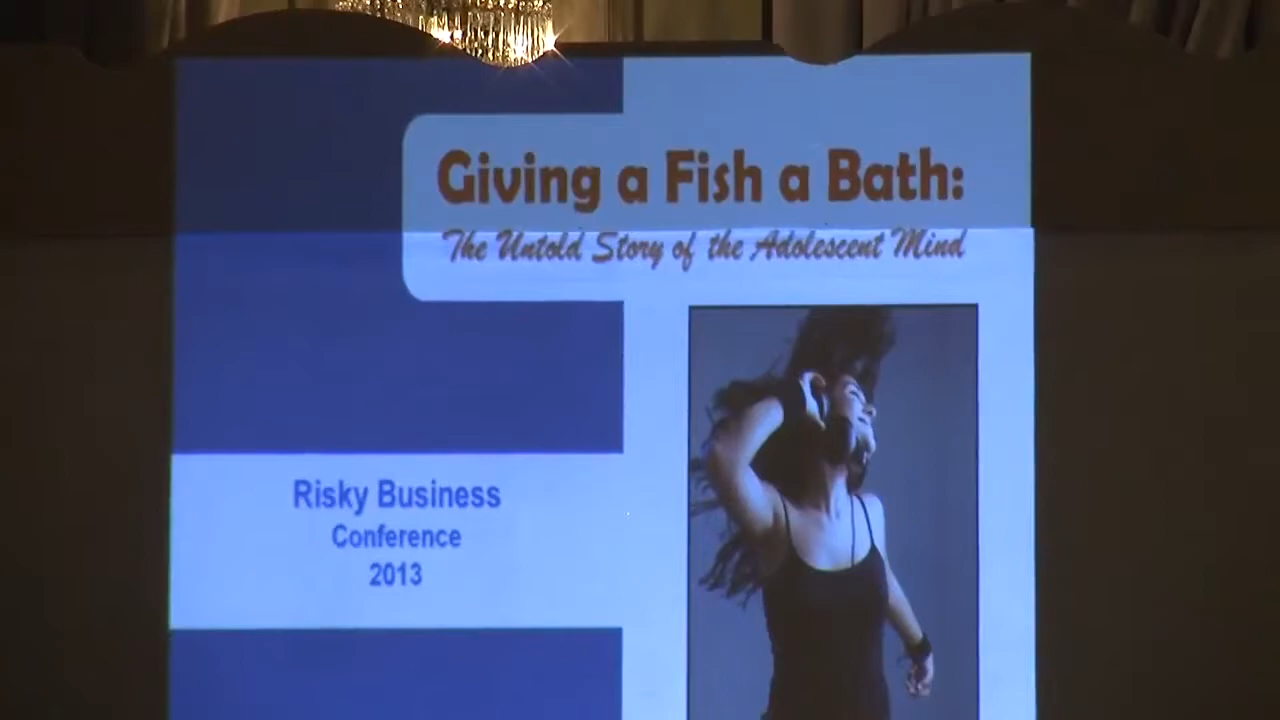 Giving a Fish a Bath:
The Untold Story of the Adolescent Mind
Risky Business
Conference
2013